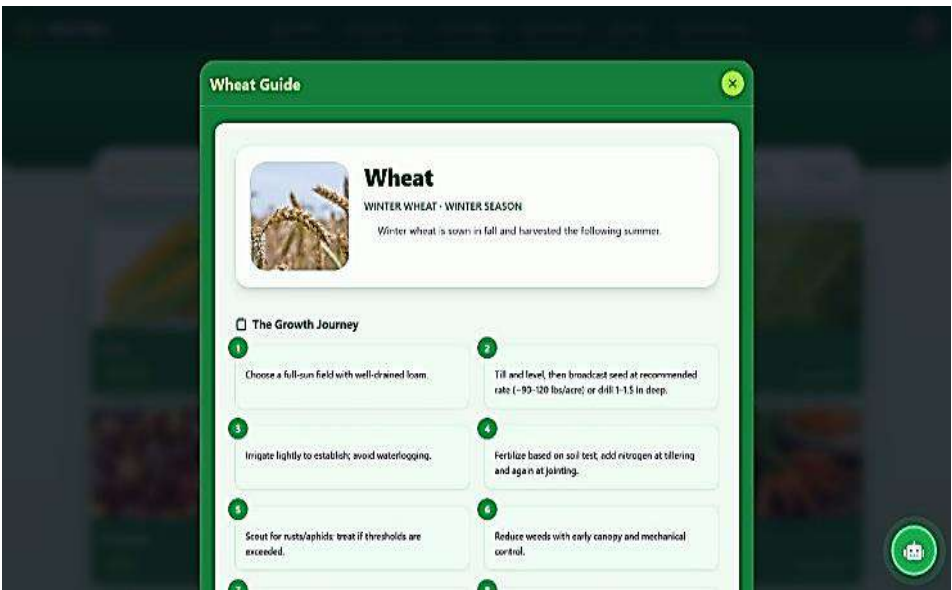 Wheat Guide
Wheat
WINTER WHEAT · WINTER SEASON
Winter wheat is sown in fall and harvested the following summer.
The Growth Journey
1
Choose a full-sun field with well-drained loam.
2
Till and level, then broadcast seed at recommended
rate (~90–120 lbs/acre) or drill 1–1.5 in deep.
3
Irrigate lightly to establish; avoid waterlogging.
4
Fertilize based on soil test; add nitrogen at tillering
and again at jointing.
5
Scout for rusts/aphids; treat if thresholds are
exceeded.
6
Reduce weeds with early canopy and mechanical
control.
7